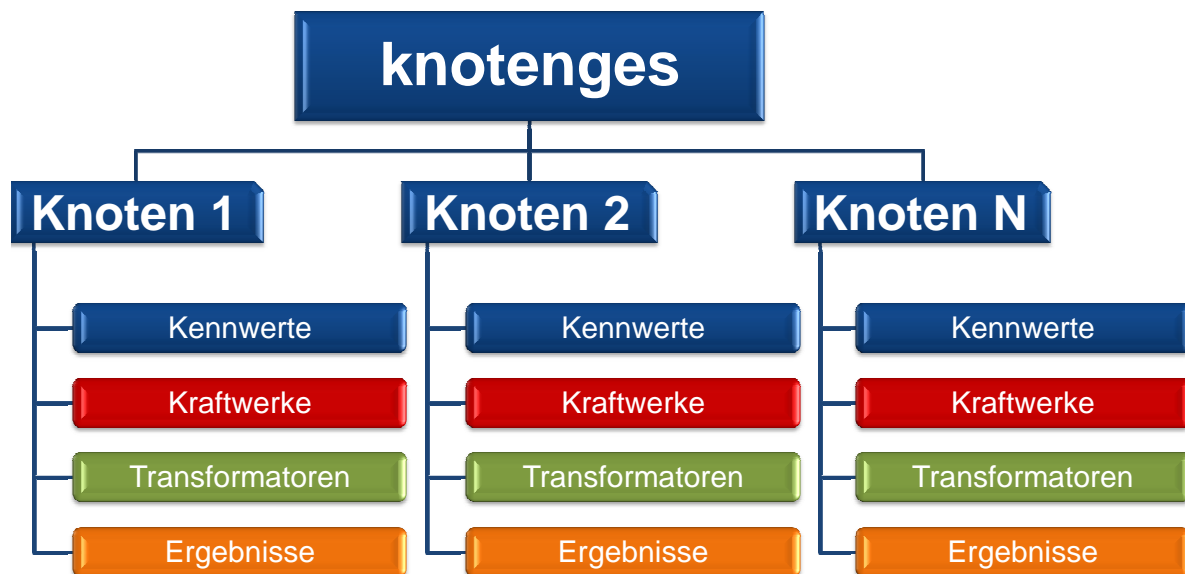 knotenges
Knoten 1
Knoten 2
Knoten N
Kennwerte
Kennwerte
Kennwerte
Kraftwerke
Kraftwerke
Kraftwerke
Transformatoren
Transformatoren
Transformatoren
Ergebnisse
Ergebnisse
Ergebnisse